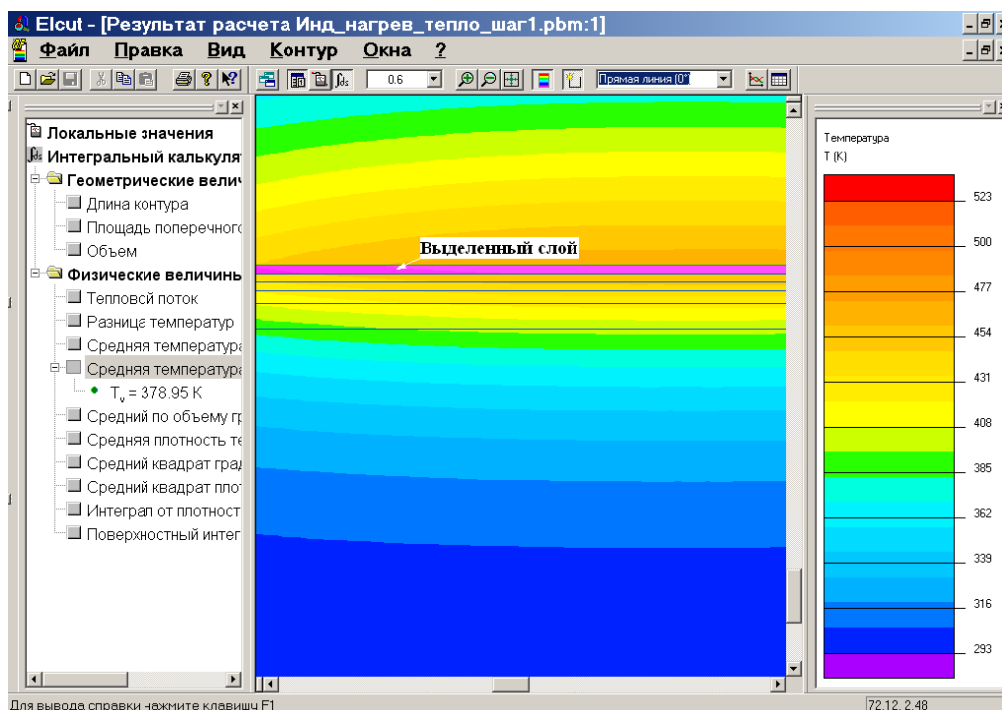 Elcut - [Результат расчета Инд_нагрев_тепло_шаг1.pbm:1]
Файл Правка Вид Контур Окна ?
0.6 Прямая линия (0°
Локальные значения
Интегральный калькуля
Геометрические велич
Длина контура
Площадь поперечного
Объем
Физические величинь
Тепловой поток
Разница температур
Средняя температура
Средняя температура
Tv = 378.95 K
Средний по объему гр
Средняя плотность те
Средний квадрат град
Средний квадрат плот
Интеграл от плотност
Поверхностный интег
Выделенный слой
Температура
T (K)
523
500
477
454
431
408
385
362
339
316
293
Для вывода справки нажмите клавишу F1
72.12, 2.48